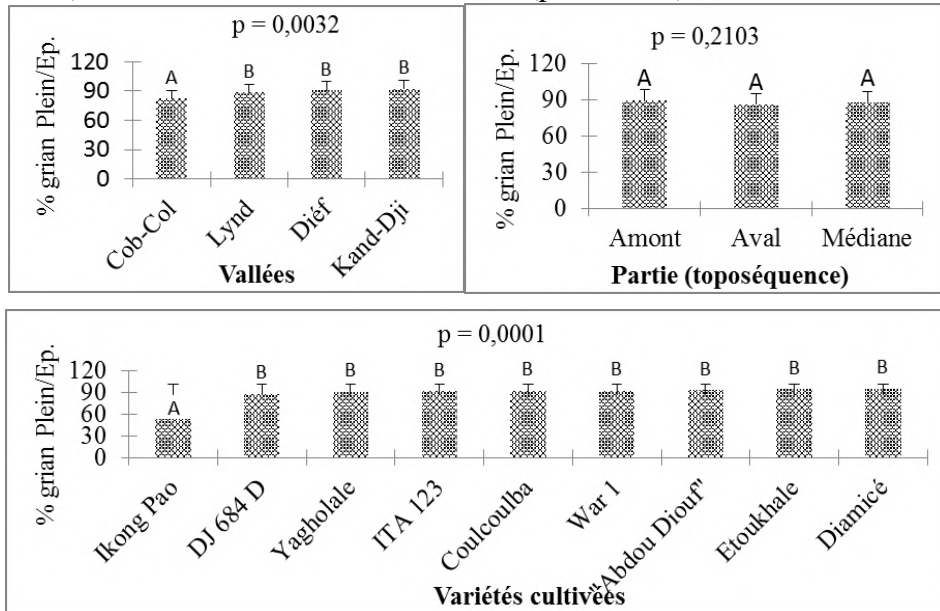 p = 0,0032
% grian Plein/Ep.
120
90
60
30
0
A
B
B
B
Cob-Col
Lynd
Diéf
Kand-Dji
Vallées
p = 0,2103
% grian Plein/Ep.
120
90
60
30
0
A
A
A
Amont
Aval
Médiane
Partie (toposéquence)
p = 0,0001
% grian Plein/Ep.
120
90
60
30
0
A
B
B
B
B
B
B
B
B
Ikong Pao
DJ 684 D
Yagholale
ITA 123
Coulcoulba
War 1
"Abdou Diouf"
Etoukhale
Diamicé
Variétés cultivées